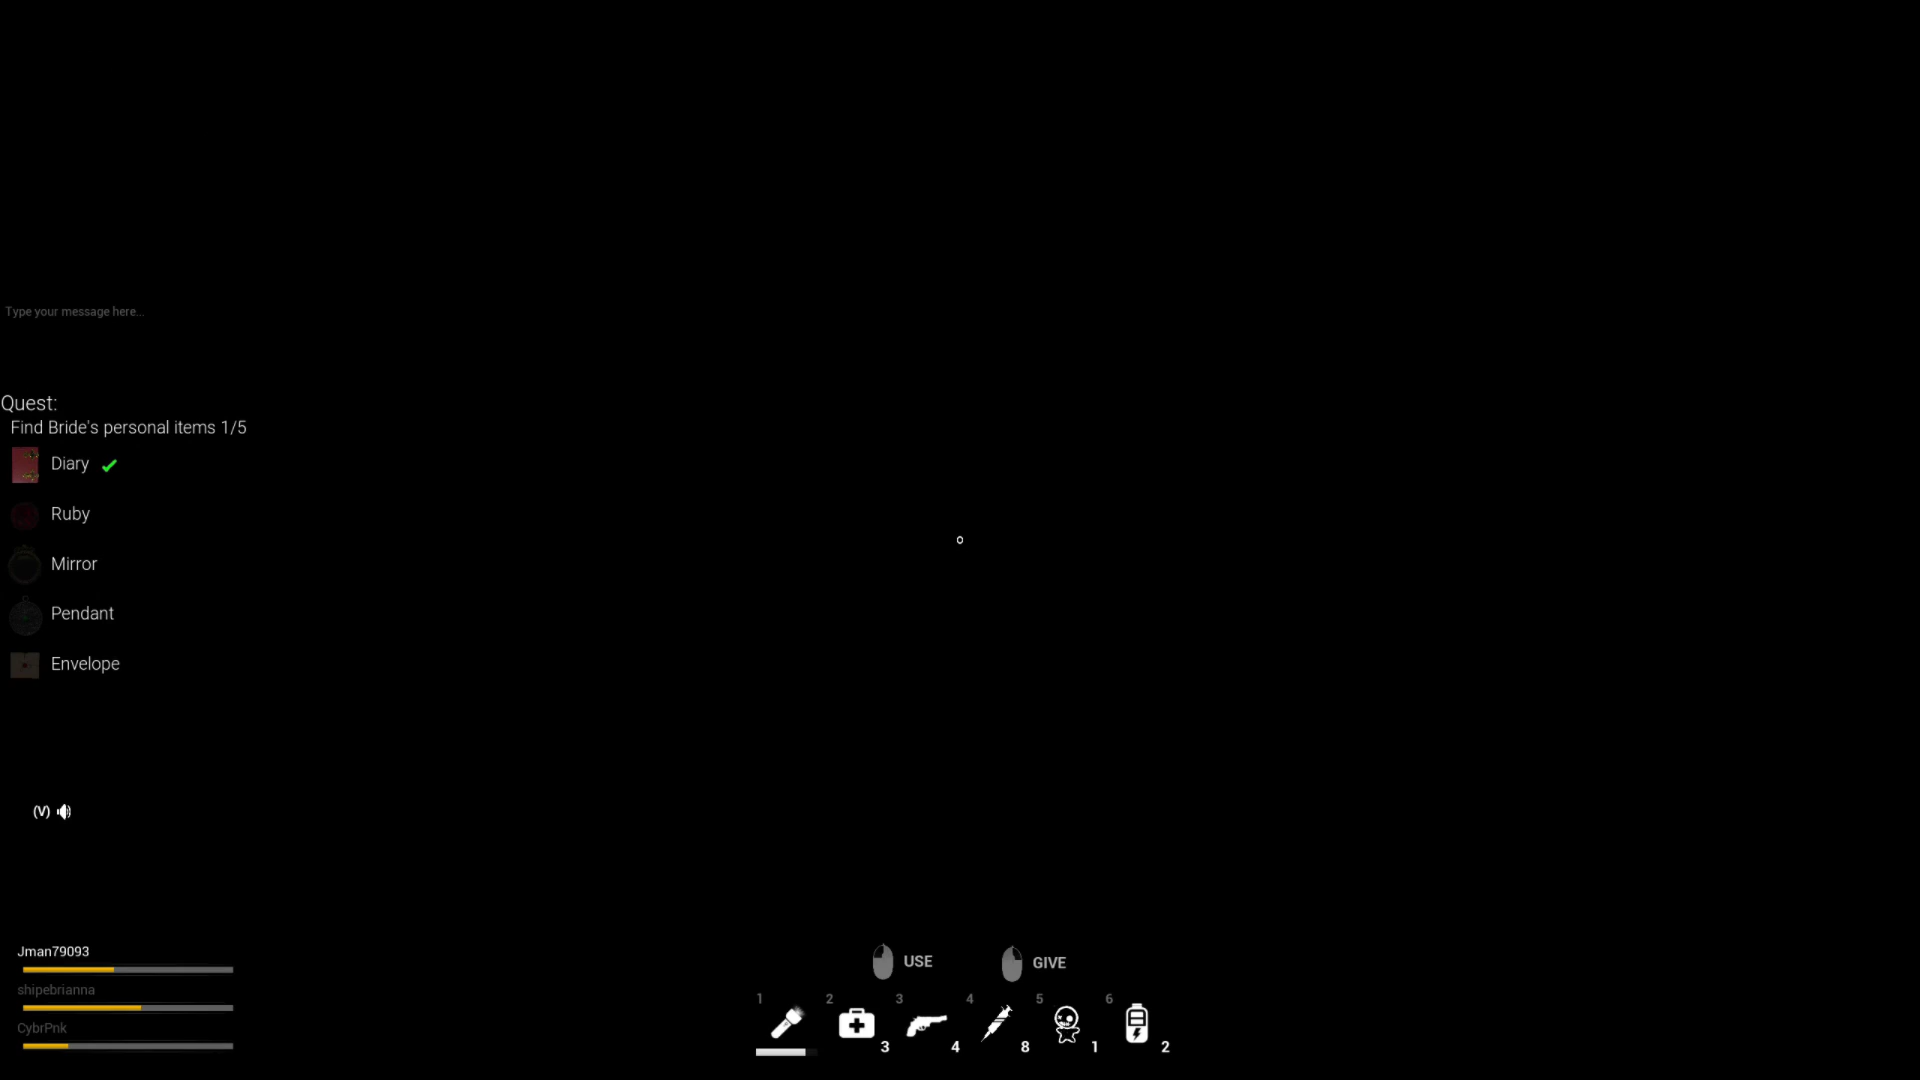 Type your message here...
Quest:
Find Bride's personal items 1/5
Diary
Ruby
Mirror
Pendant
Envelope
(V)
Jman79093
shipebrianna
CybrPnk
USE GIVE
1 2 3 4 5 6
3 4 8 1 2